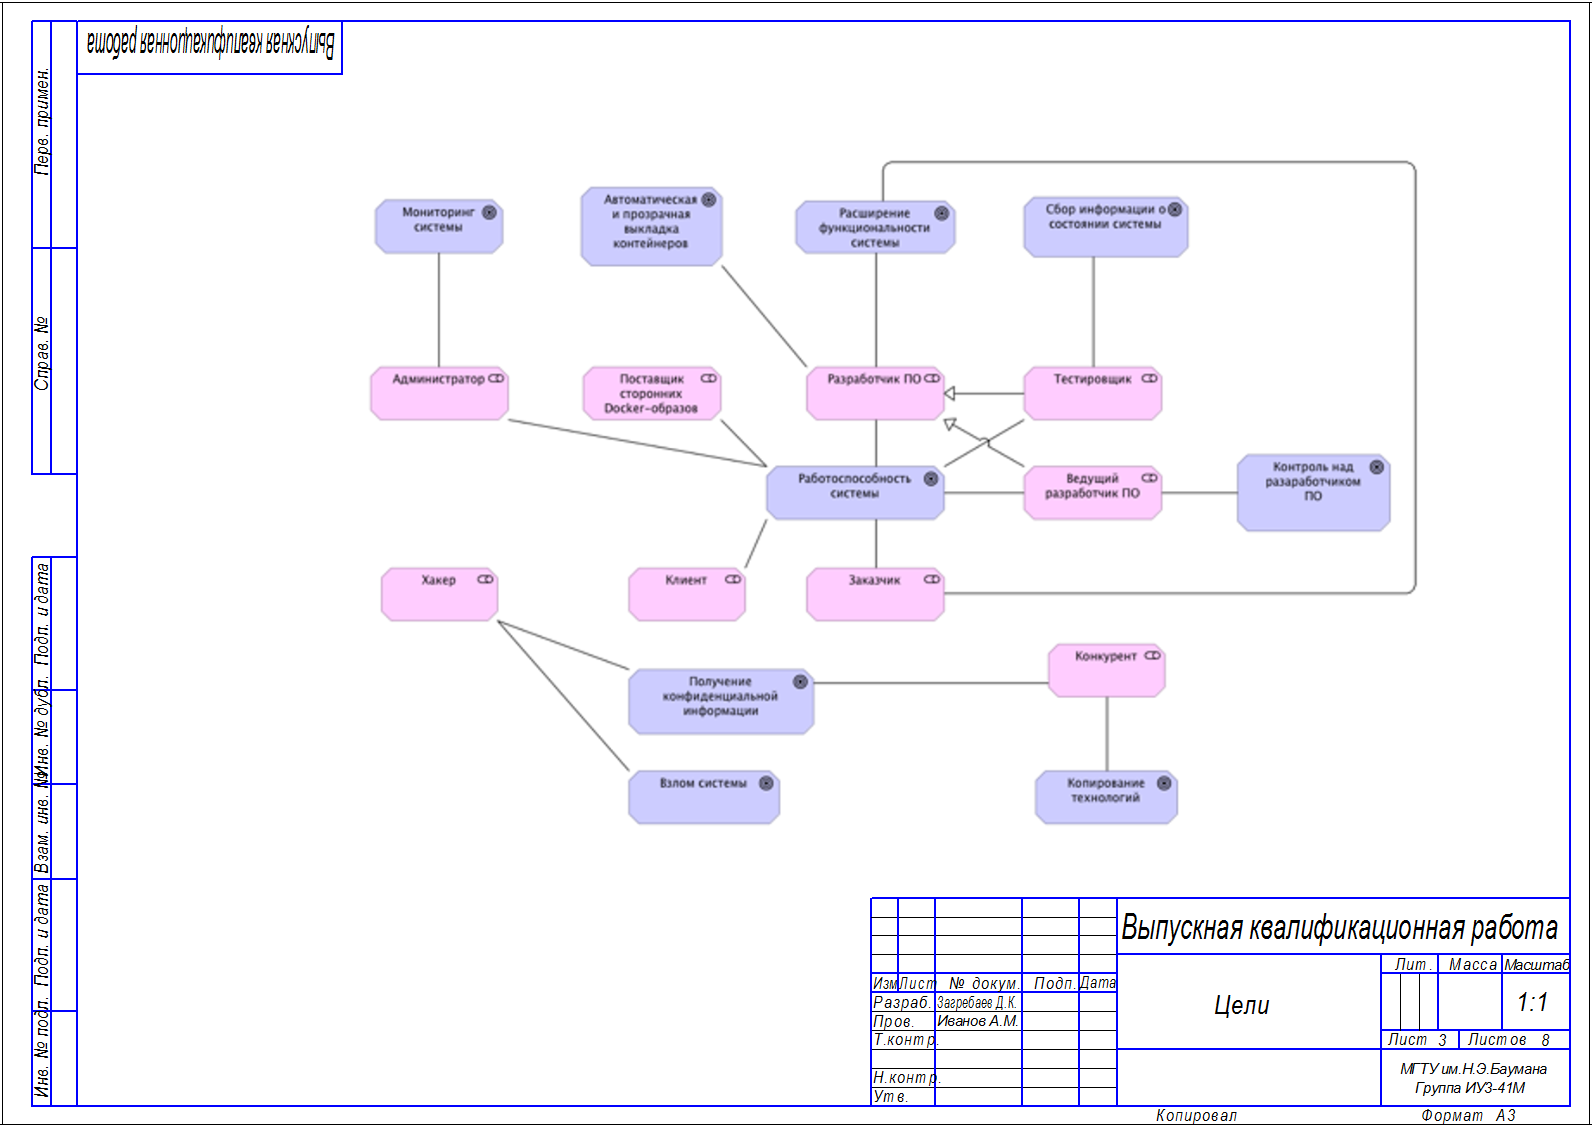 Выпускная квалификационная работа
Перв. примен.
Справ. №
Подп. и дата
Инв. № дубл.
Взам. инв. №
Подп. и дата
Инв. № подл.
Мониторинг
системы
Автоматическая
и прозрачная
выкладка
контейнеров
Расширение
функциональности
системы
Сбор информации о
состоянии системы
Администратор
Поставщик
сторонних
Docker-образов
Разработчик ПО
Тестировщик
Работоспособность
системы
Ведущий
разработчик ПО
Контроль над
разаработчиком
ПО
Хакер
Клиент
Заказчик
Получение
конфиденциальной
информации
Конкурент
Взлом системы
Копирование
технологий
Выпускная квалификационная работа
Изм Лист № докум. Подп. Дата
Разраб. Загребаев Д.К.
Пров. Иванов А.М.
Т.контр.
Н.контр.
Утв.
Цели
Лит. Масса Масштаб
1:1
Лист 3 Листов 8
МГТУ им.Н.Э.Баумана
Группа ИУ3-41М
Копировал Формат А3